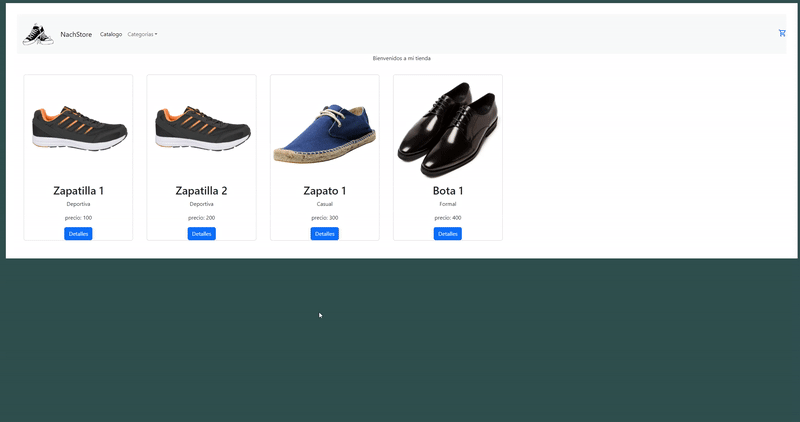 NachStore Catalogo Categorias
Bienvenidos a mi tienda
Zapatilla 1
Deportiva
precio: 100
Detalles
Zapatilla 2
Deportiva
precio: 200
Detalles
Zapato 1
Casual
precio: 300
Detalles
Bota 1
Formal
precio: 400
Detalles